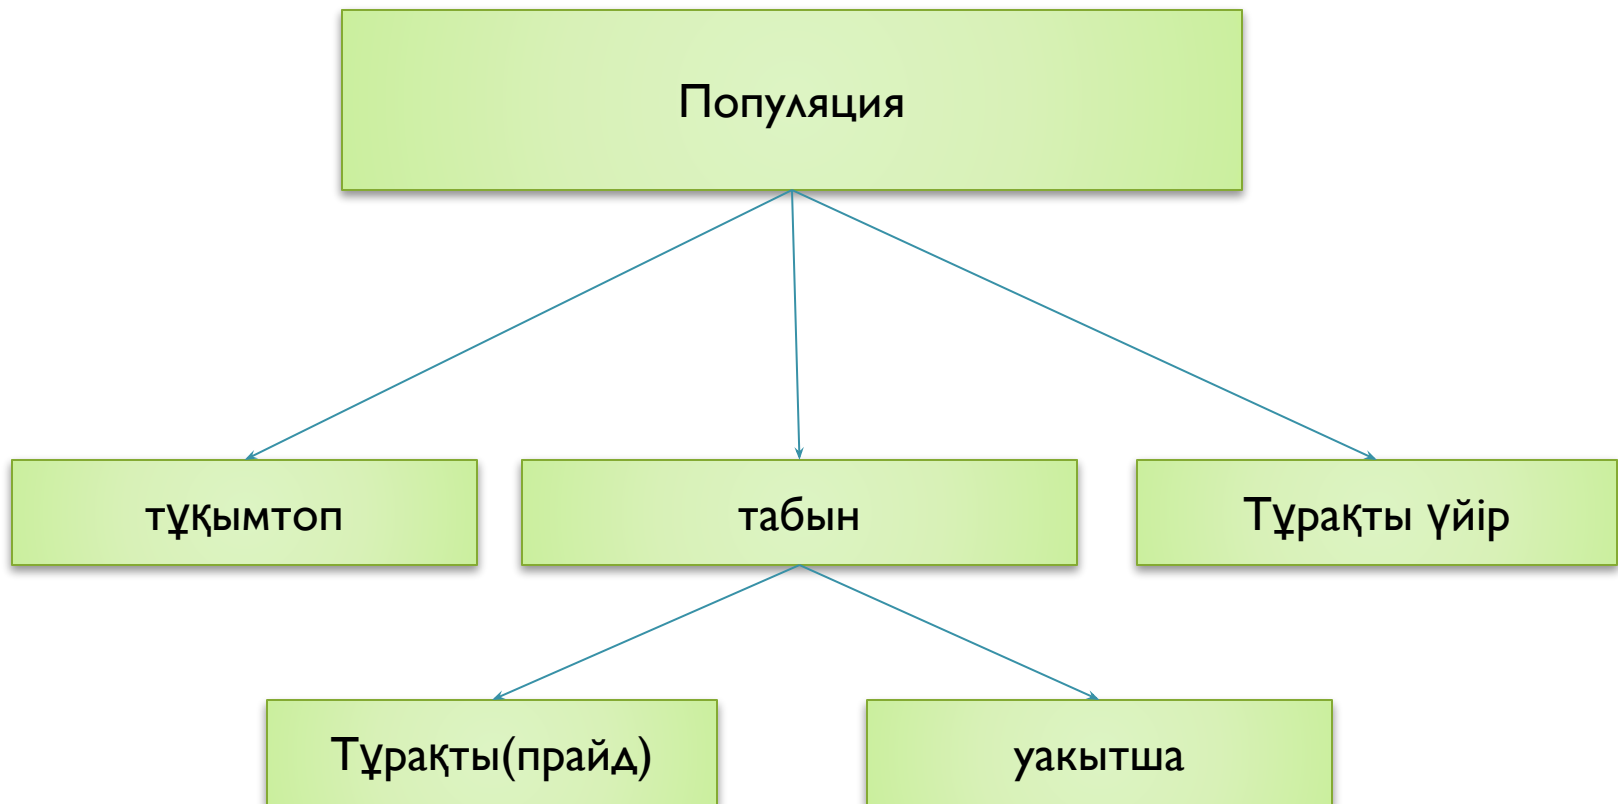 Популяция
тұқымтоп
табын
Тұрақты үйір
Тұрақты(прайд)
уакытша